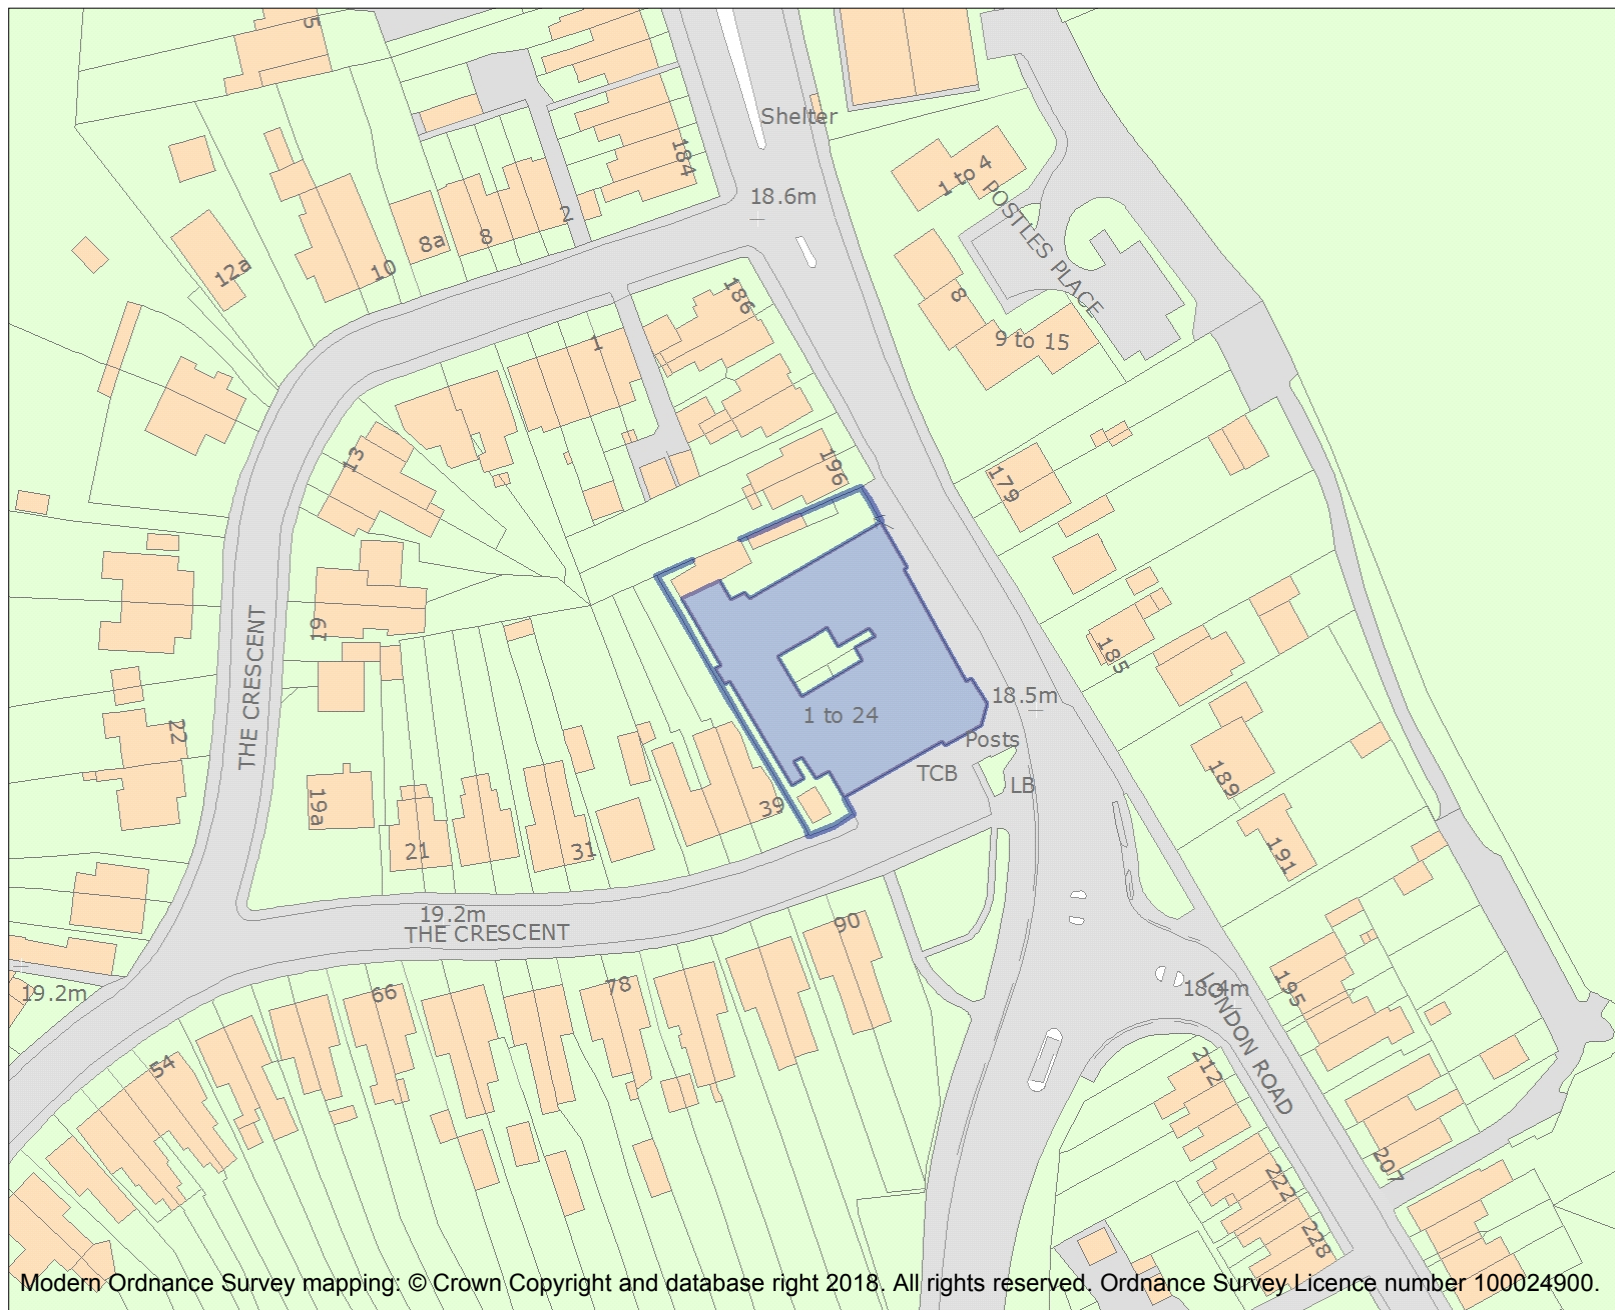 5
Shelter
184
18.6m
1 to 4
POSTLES PLACE
2
8
8a
10
12a
186
8
9 to 15
1
13
196
179
19
185
THE CRESCENT
18.5m
1 to 24
Posts
TCB
LB
22
19a
39
189
21
31
191
19.2m
THE CRESCENT
90
19.2m
66
78
18.4m
195
LONDON ROAD
54
212
207
222
228
Modern Ordnance Survey mapping: © Crown Copyright and database right 2018. All rights reserved. Ordnance Survey Licence number 100024900.